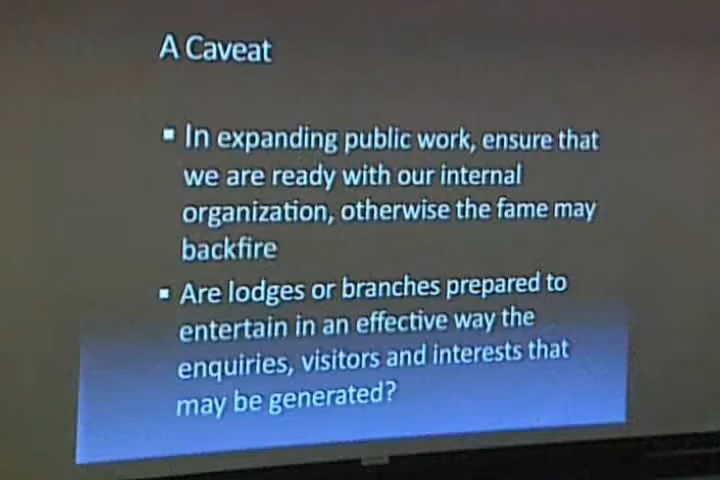 A Caveat
▪ In expanding public work, ensure that
we are ready with our internal
organization, otherwise the fame may
backfire
▪ Are lodges or branches prepared to
entertain in an effective way the
enquiries, visitors and interests that
may be generated?